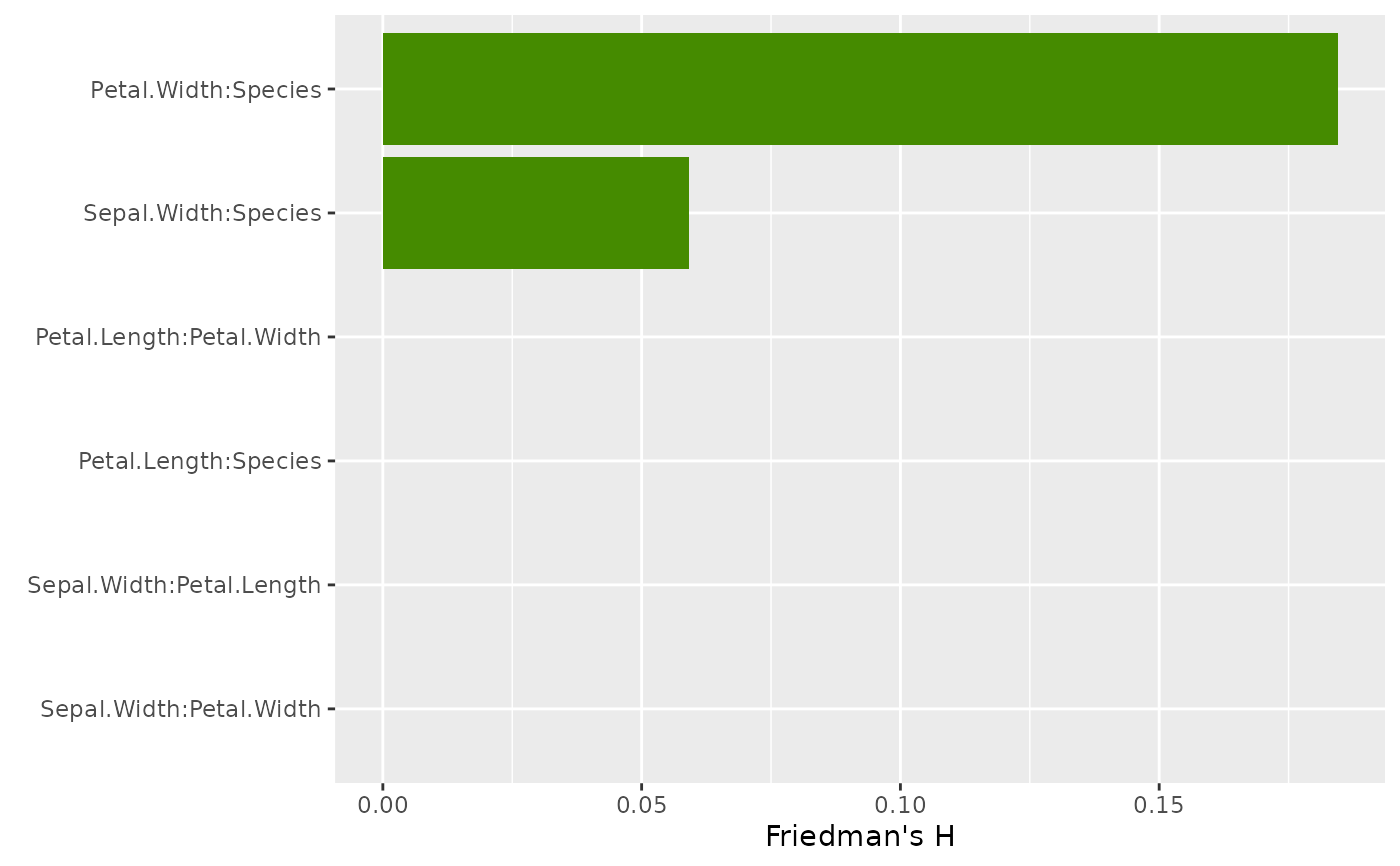 Petal.Width:Species
Sepal.Width:Species
Petal.Length:Petal.Width
Petal.Length:Species
Sepal.Width:Petal.Length
Sepal.Width:Petal.Width
0.00 0.05 0.10 0.15
Friedman's H